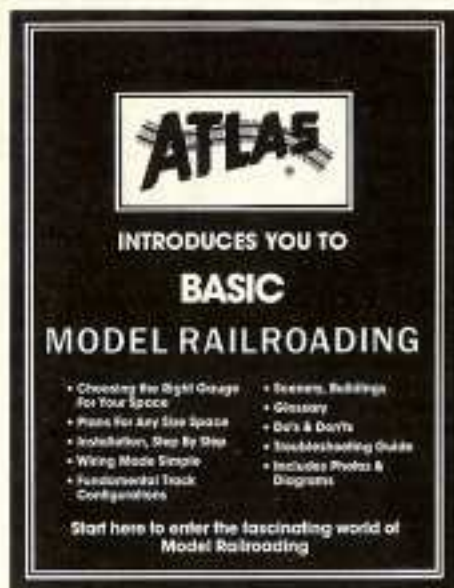 ATLAS
®
INTRODUCES YOU TO
BASIC
MODEL RAILROADING
• Choosing the Right Gauge
For Your Space
• Plans For Any Size Space
• Installation, Step By Step
• Wiring Made Simple
• Fundamental Track
Configurations
• Scenery, Buildings
• Glossary
• Do's & Don'ts
• Troubleshooting Guide
• Includes Photos &
Diagrams
Start here to enter the fascinating world of
Model Railroading